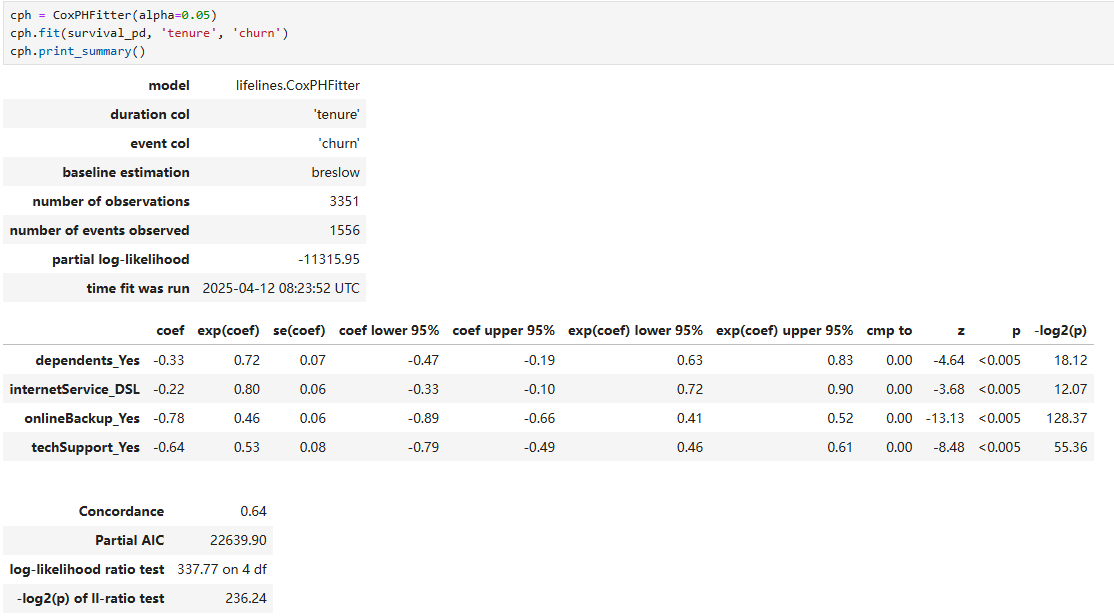 cph = CoxPHFitter(alpha=0.05)
cph.fit(survival_pd, 'tenure', 'churn')
cph.print_summary()
model lifelines.CoxPHFitter
duration col 'tenure'
event col 'churn'
baseline estimation breslow
number of observations 3351
number of events observed 1556
partial log-likelihood -11315.95
time fit was run 2025-04-12 08:23:52 UTC
coef exp(coef) se(coef) coef lower 95% coef upper 95% exp(coef) lower 95% exp(coef) upper 95% cmp to z p -log2(p)
dependents_Yes -0.33 0.72 0.07 -0.47 -0.19 0.63 0.83 0.00 -4.64 <0.005 18.12
internetService_DSL -0.22 0.80 0.06 -0.33 -0.10 0.72 0.90 0.00 -3.68 <0.005 12.07
onlineBackup_Yes -0.78 0.46 0.06 -0.89 -0.66 0.41 0.52 0.00 -13.13 <0.005 128.37
techSupport_Yes -0.64 0.53 0.08 -0.79 -0.49 0.46 0.61 0.00 -8.48 <0.005 55.36
Concordance 0.64
Partial AIC 22639.90
log-likelihood ratio test 337.77 on 4 df
-log2(p) of ll-ratio test 236.24